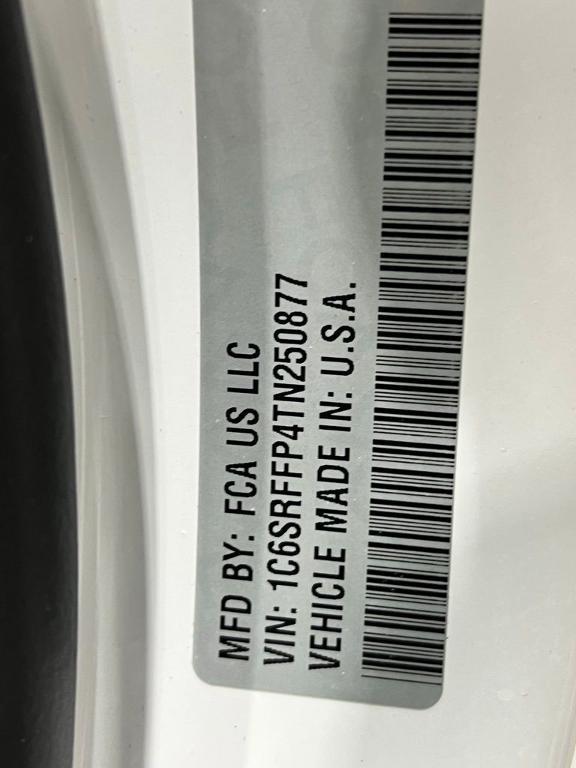 MFD BY: FCA US LLC
VIN: 1C6SRFFP4TN250877
VEHICLE MADE IN: U.S.A.